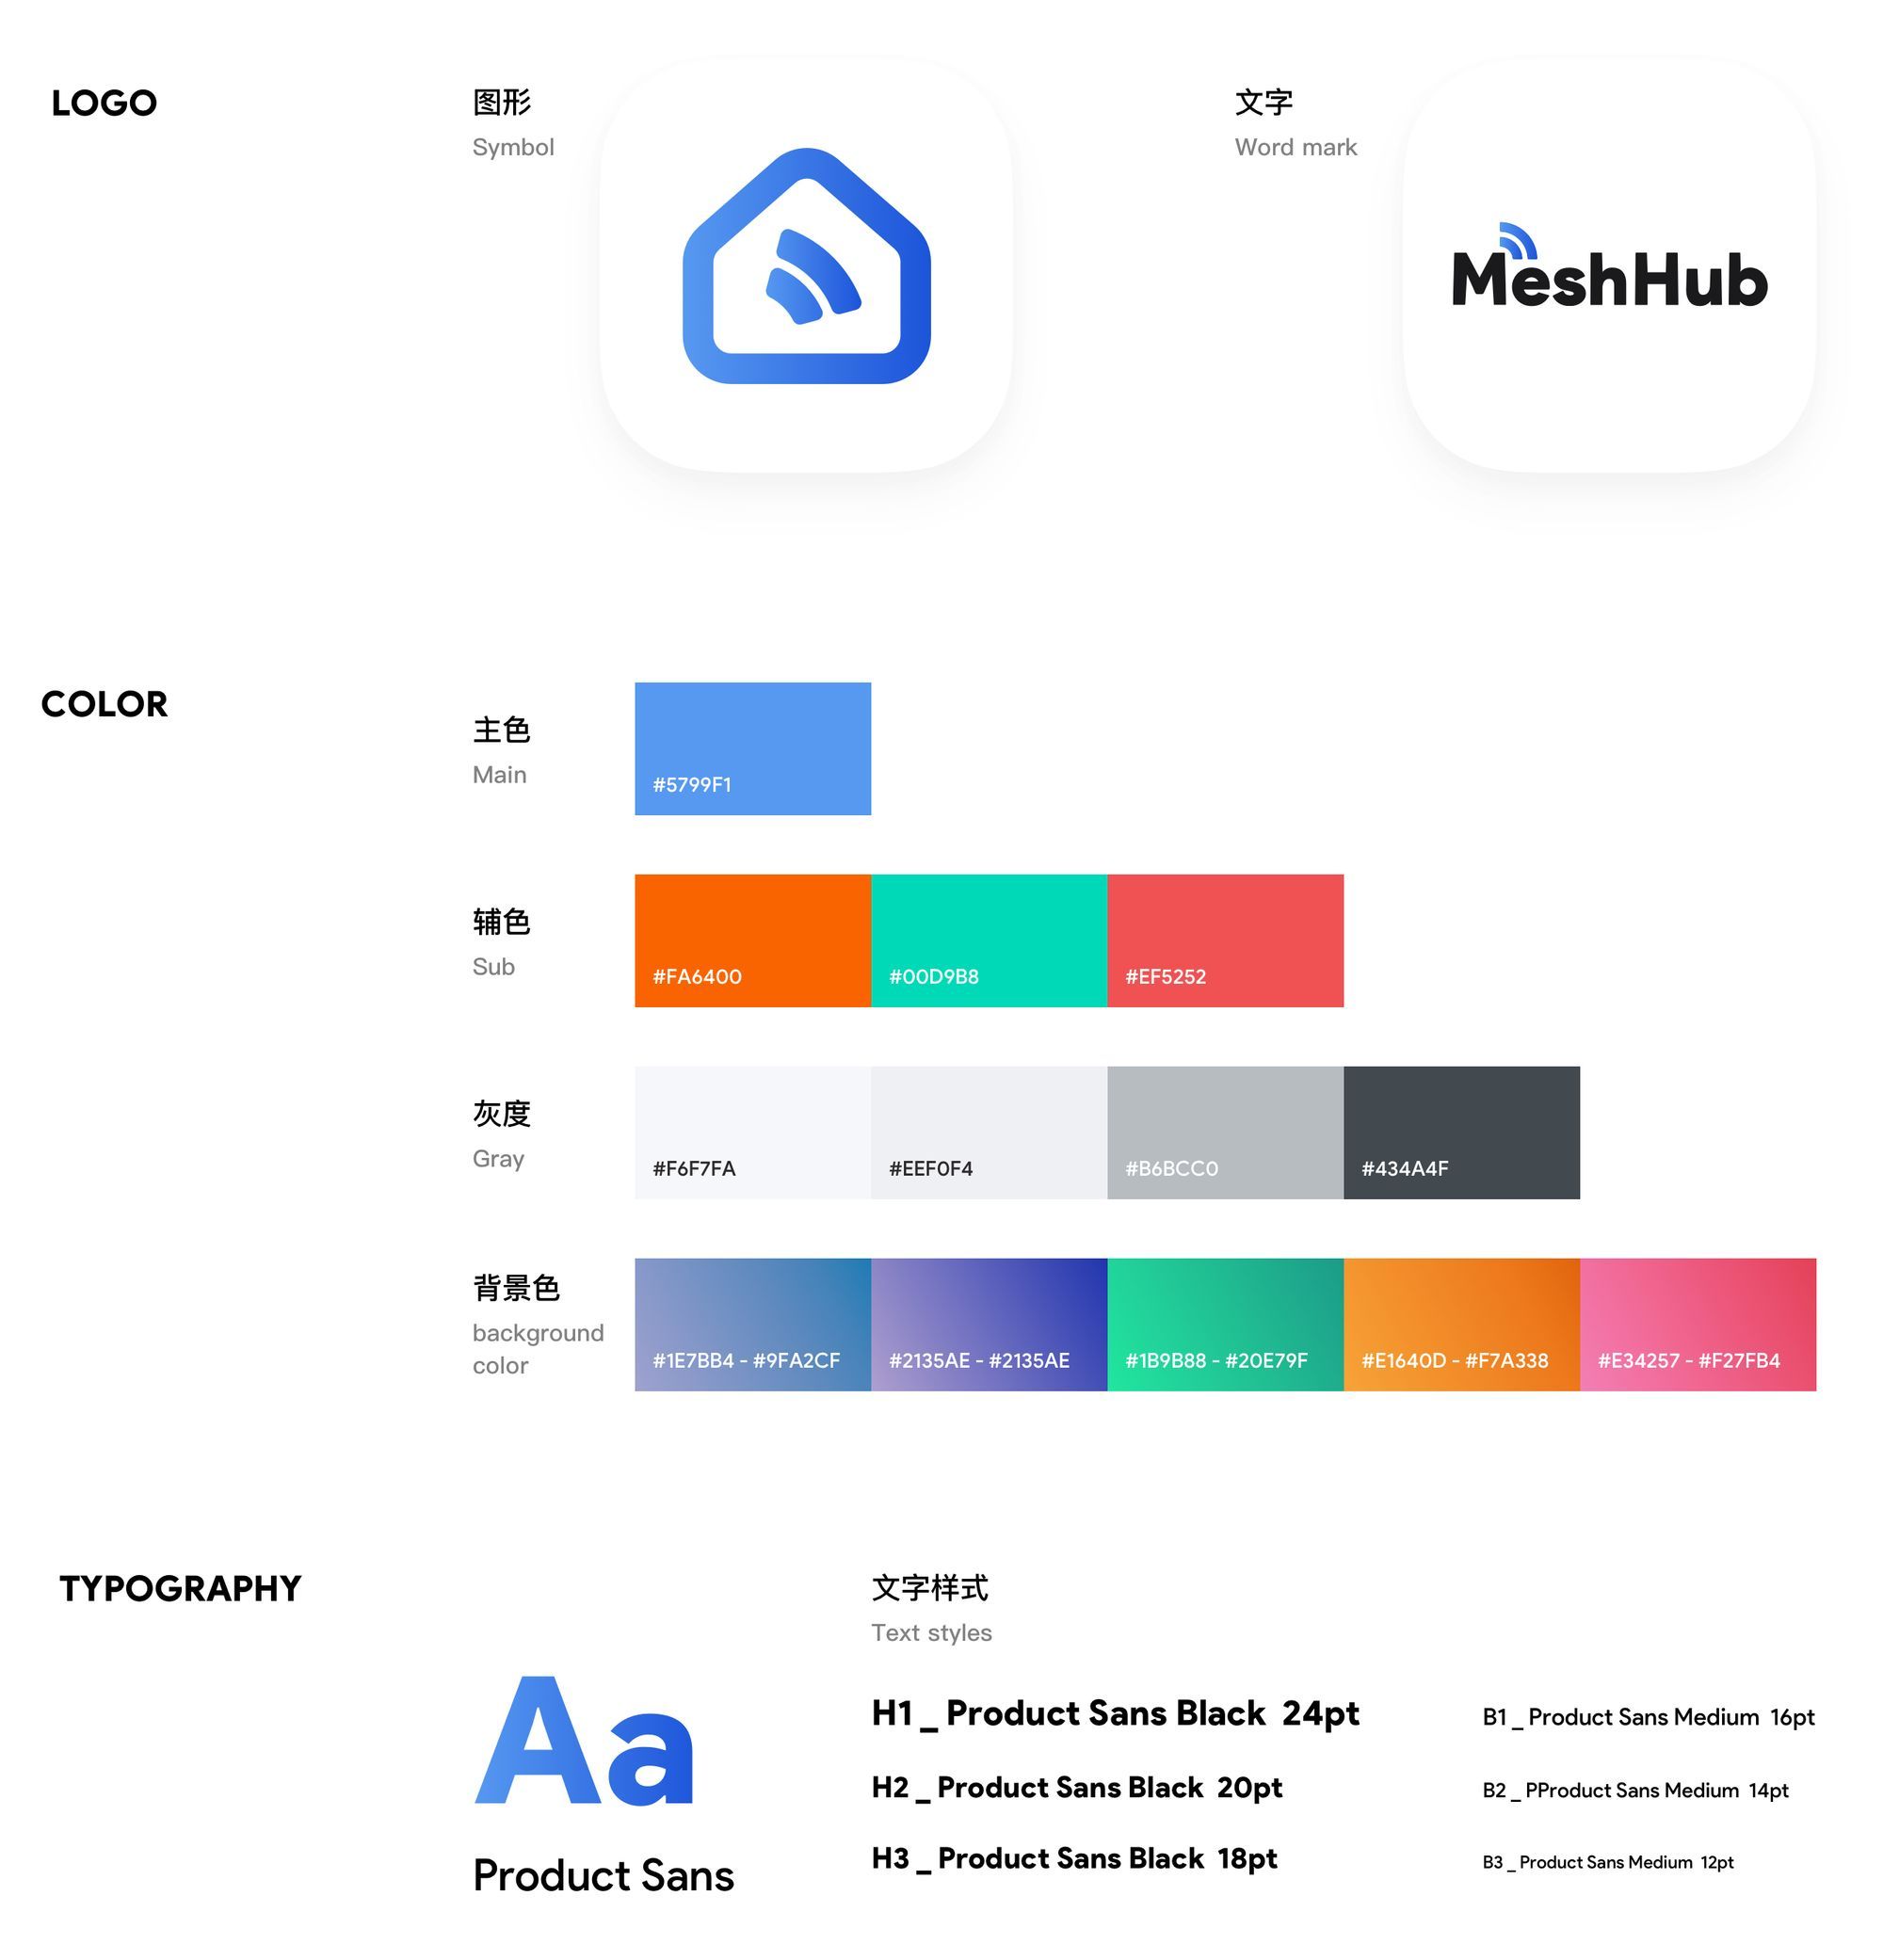 LOGO
图形
Symbol
文字
Word mark
MeshHub
COLOR
主色
Main
#5799F1
辅色
Sub
#FA6400
#00D9B8
#EF5252
灰度
Gray
#F6F7FA
#EEF0F4
#B6BCC0
#434A4F
背景色
background
color
#1E7BB4 - #9FA2CF
#2135AE - #2135AE
#1B9B88 - #20E79F
#E1640D - #F7A338
#E34257 - #F27FB4
TYPOGRAPHY
Aa
Product Sans
文字样式
Text styles
H1 _ Product Sans Black 24pt
H2 _ Product Sans Black 20pt
H3 _ Product Sans Black 18pt
B1 _ Product Sans Medium 16pt
B2 _ PProduct Sans Medium 14pt
B3 _ Product Sans Medium 12pt